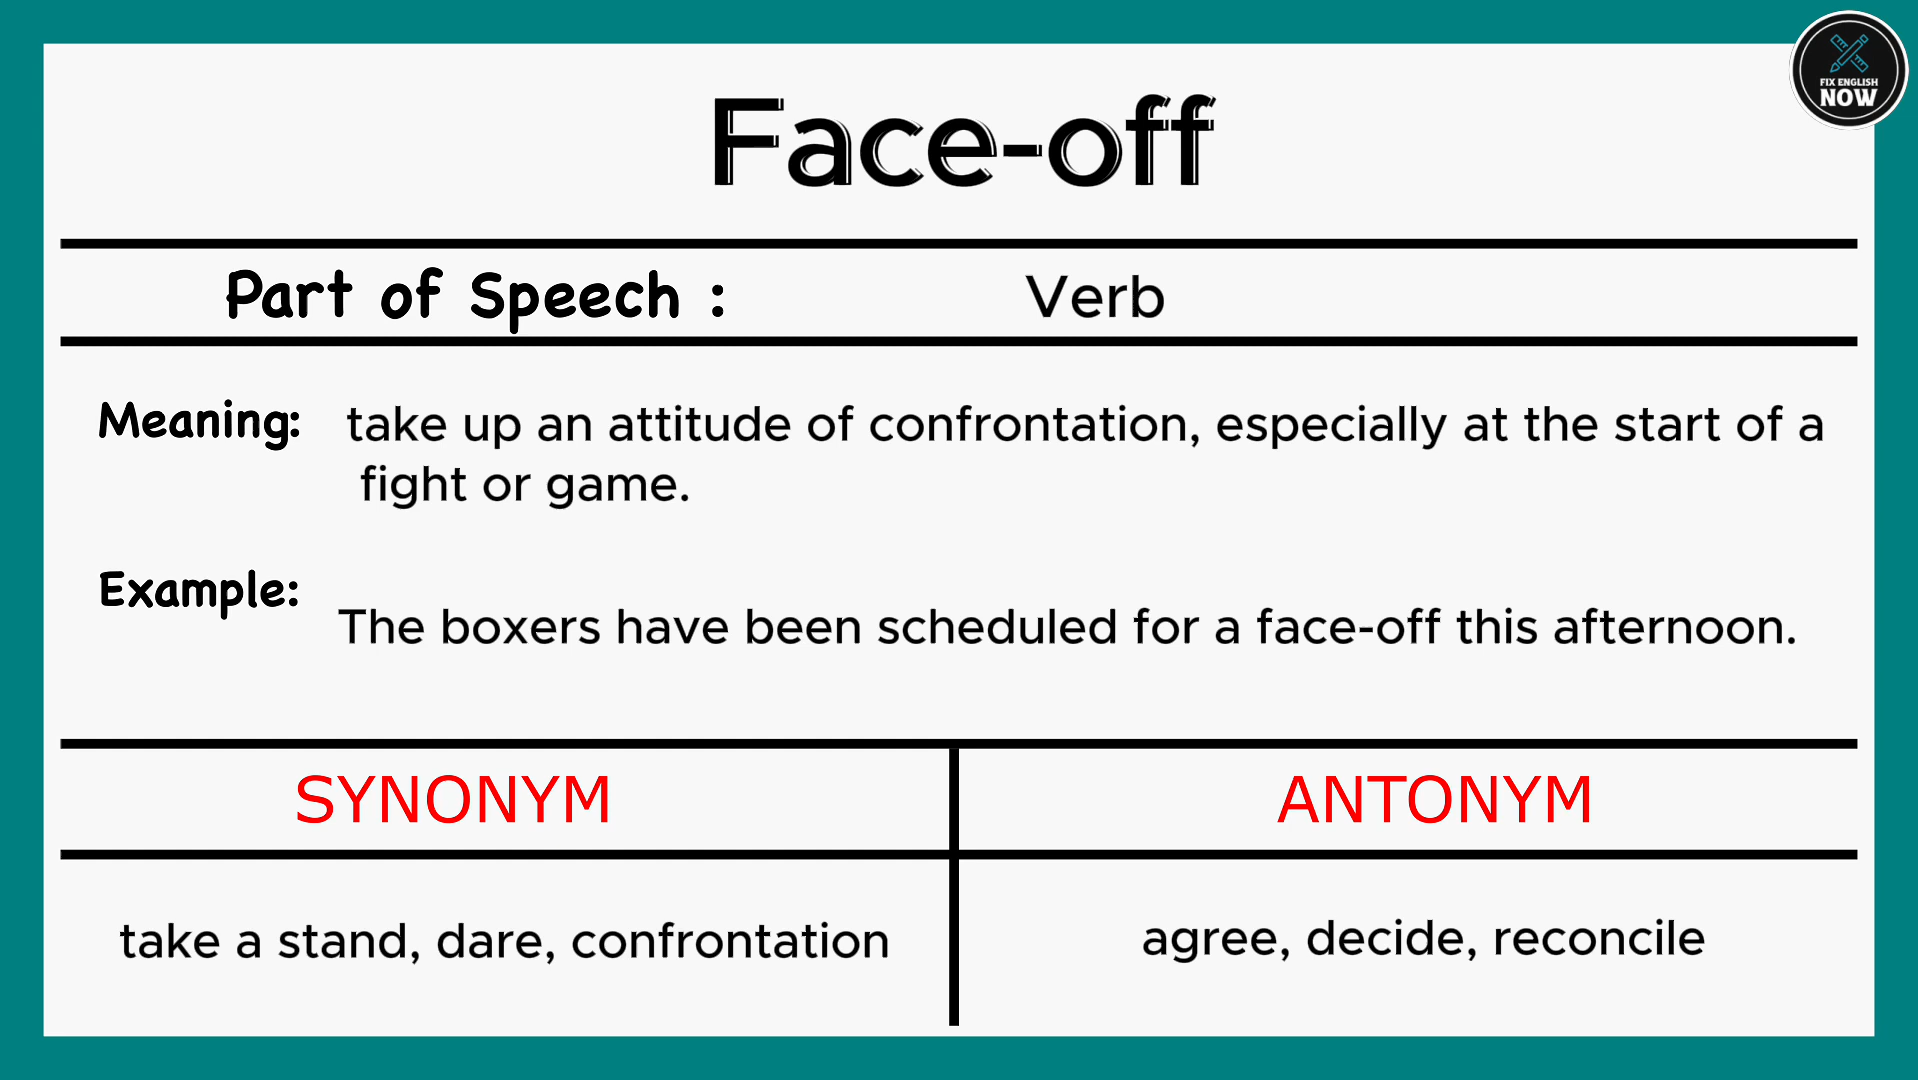 FIX ENGLISH
NOW
Face-off
Part of Speech : Verb
Meaning: take up an attitude of confrontation, especially at the start of a
fight or game.
Example:
The boxers have been scheduled for a face-off this afternoon.
SYNONYM ANTONYM
take a stand, dare, confrontation agree, decide, reconcile